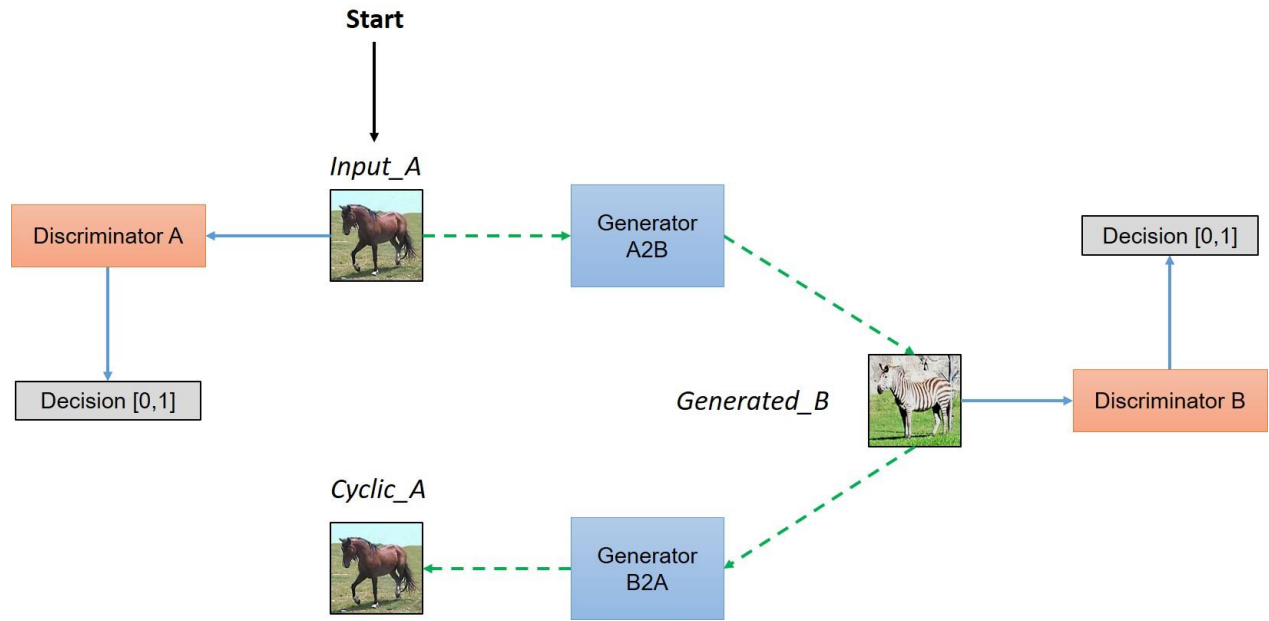 Start
Input_A
Discriminator A
Generator
A2B
Decision [0,1]
Decision [0,1]
Generated_B
Discriminator B
Cyclic_A
Generator
B2A